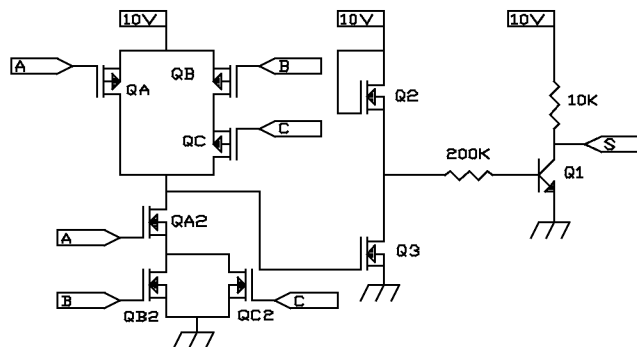 10V 10V 10V
A QA QB B
Q2
10K
QC C
200K
S
Q1
A QA2
Q3
B QB2 QC2 C